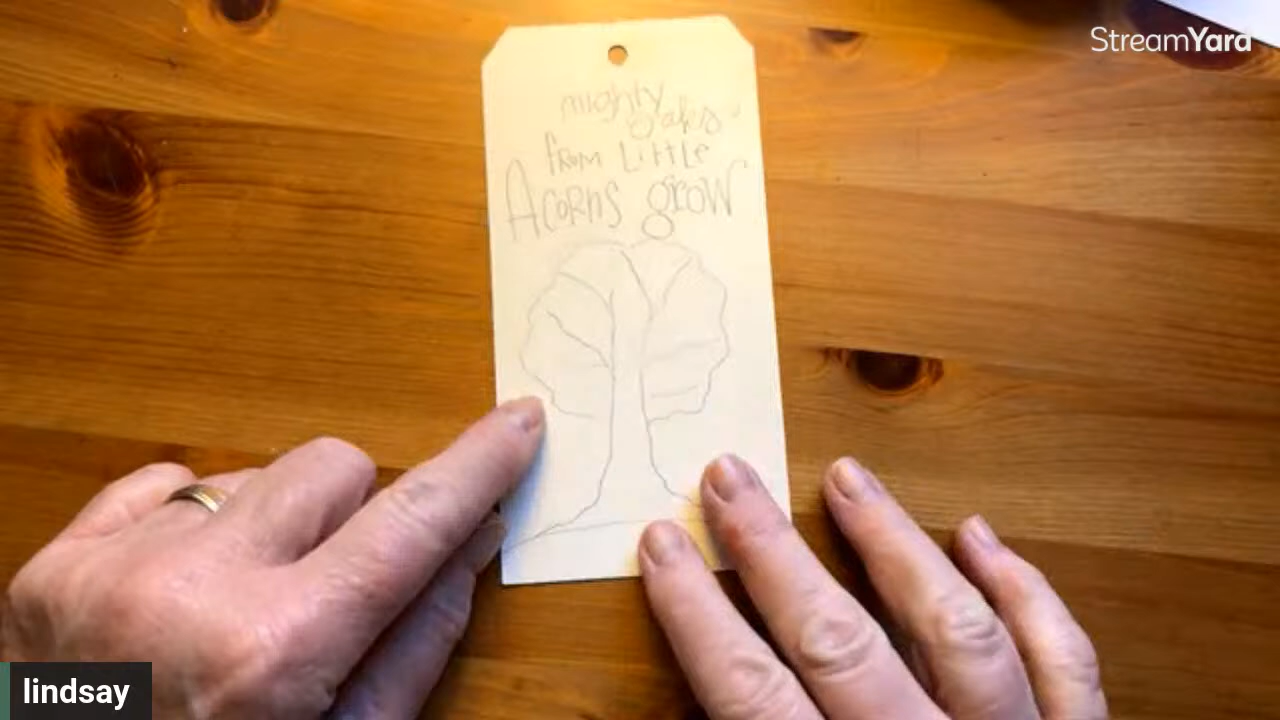 StreamYard
mighty
oaks
from Little
Acorns grow
lindsay